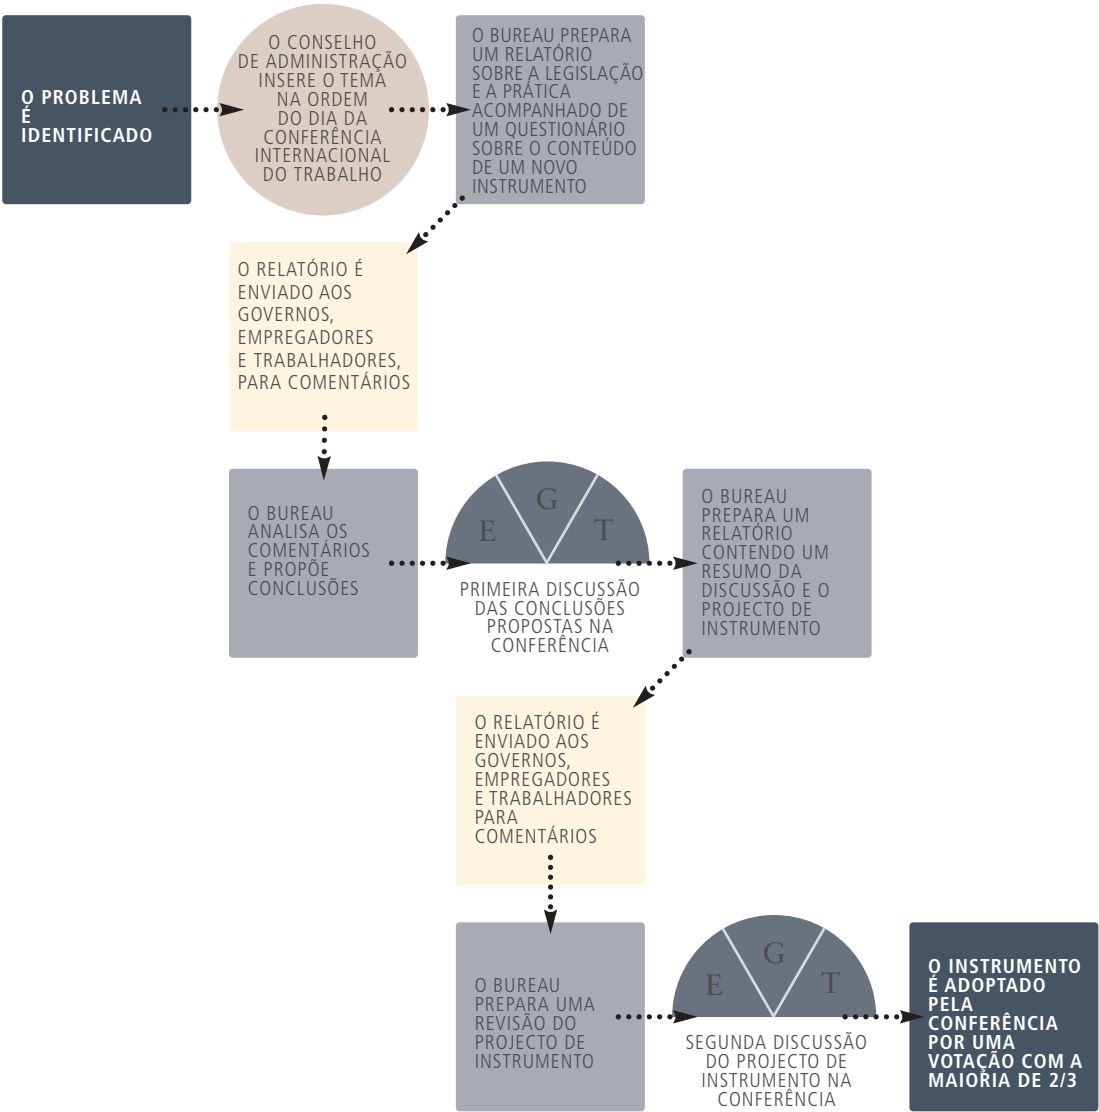 O PROBLEMA
É
IDENTIFICADO
O CONSELHO
DE ADMINISTRAÇÃO
INSERE O TEMA
NA ORDEM
DO DIA DA
CONFERÊNCIA
INTERNACIONAL
DO TRABALHO
O BUREAU PREPARA
UM RELATÓRIO
SOBRE A LEGISLAÇÃO
E A PRÁTICA
ACOMPANHADO DE
UM QUESTIONÁRIO
SOBRE O CONTEÚDO
DE UM NOVO
INSTRUMENTO
O RELATÓRIO É
ENVIADO AOS
GOVERNOS,
EMPREGADORES
E TRABALHADORES,
PARA COMENTÁRIOS
O BUREAU
ANALISA OS
COMENTÁRIOS
E PROPÕE
CONCLUSÕES
E G T
PRIMEIRA DISCUSSÃO
DAS CONCLUSÕES
PROPOSTAS NA
CONFERÊNCIA
O BUREAU
PREPARA UM
RELATÓRIO
CONTENDO UM
RESUMO DA
DISCUSSÃO E O
PROJECTO DE
INSTRUMENTO
O RELATÓRIO É
ENVIADO AOS
GOVERNOS,
EMPREGADORES
E TRABALHADORES
PARA
COMENTÁRIOS
O BUREAU
PREPARA UMA
REVISÃO DO
PROJECTO DE
INSTRUMENTO
E G T
SEGUNDA DISCUSSÃO
DO PROJECTO DE
INSTRUMENTO NA
CONFERÊNCIA
O INSTRUMENTO
É ADOPTADO
PELA
CONFERÊNCIA
POR UMA
VOTAÇÃO COM A
MAIORIA DE 2/3